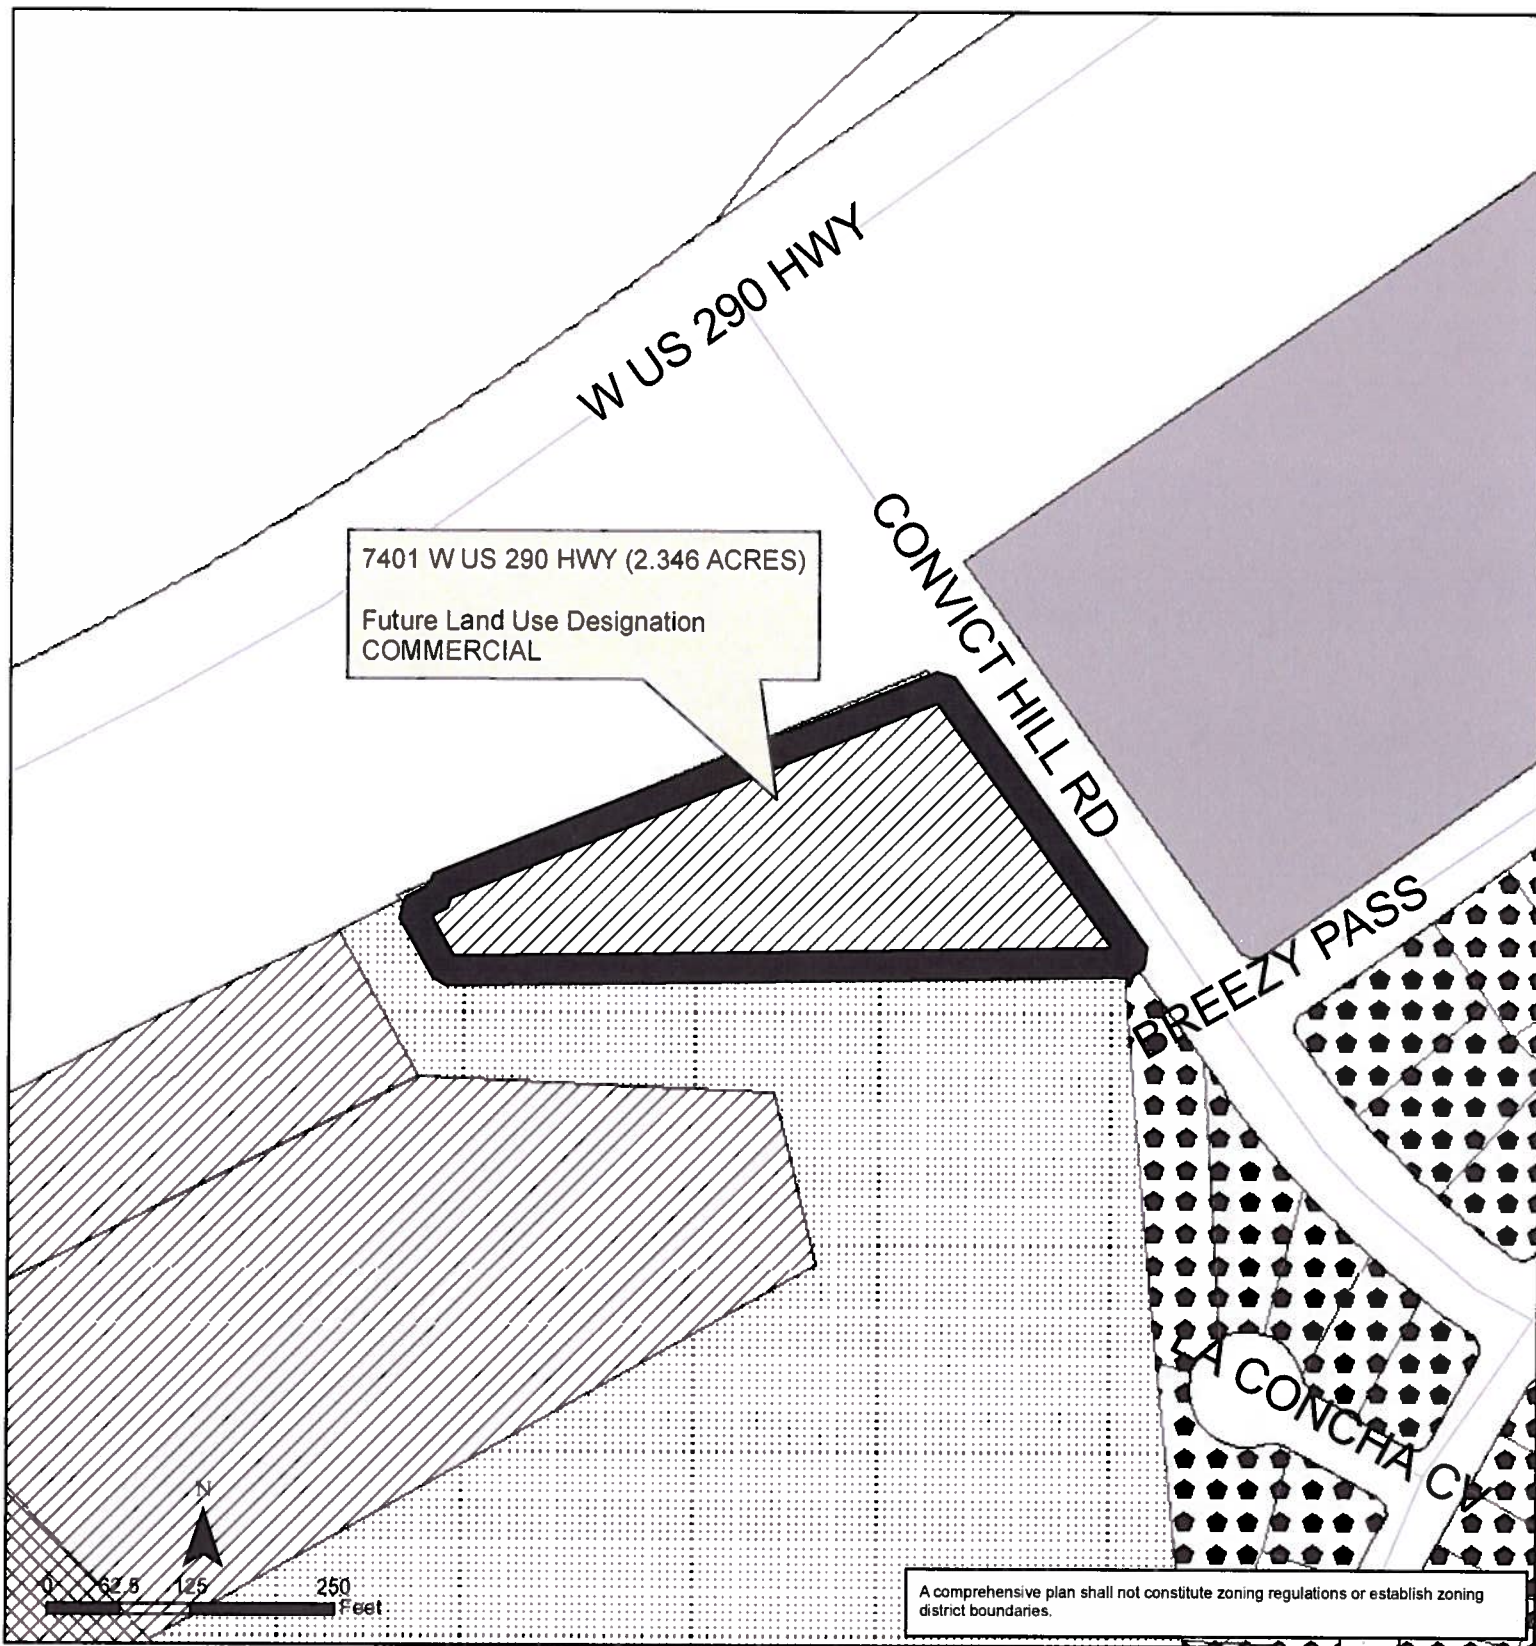 W US 290 HWY
CONVICT HILL RD
7401 W US 290 HWY (2.346 ACRES)
Future Land Use Designation
COMMERCIAL
BREEZY PASS
LA CONCHA CV
N
0 62.5 125 250
Feet
A comprehensive plan shall not constitute zoning regulations or establish zoning
district boundaries.